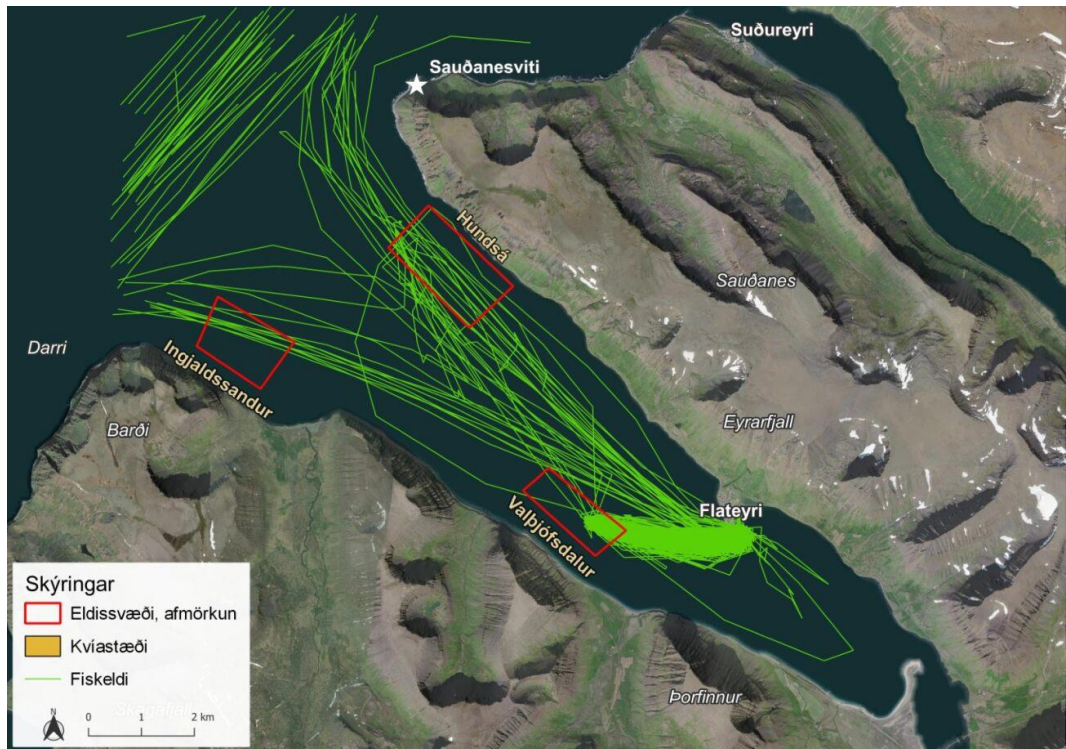 Suðureyri
Sauðanesviti
Hundsá
Sauðanes
Darri
Ingjaldssandur
Barði
Eyrarfjall
Flateyri
Valþjófsdalur
Þorfinnur
Skagafjall
Skýringar
Eldissvæði, afmörkun
Kvíastæði
Fiskeldi
N
0 1 2 km